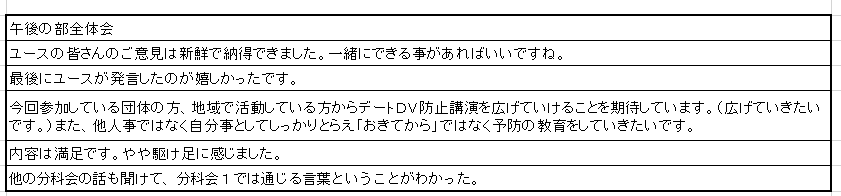 午後の部全体会
ユースの皆さんのご意見は新鮮で納得できました。一緒にできる事があればいいですね。
最後にユースが発言したのが嬉しかったです。
今回参加している団体の方、地域で活動している方からデートDV防止講演を広げていけることを期待しています。（広げていきたい
です。）また、他人事ではなく自分事としてしっかりとらえ「おきてから」ではなく予防の教育をしていきたいです。
内容は満足です。やや駆け足に感じました。
他の分科会の話も聞けて、分科会１では通じる言葉ということがわかった。